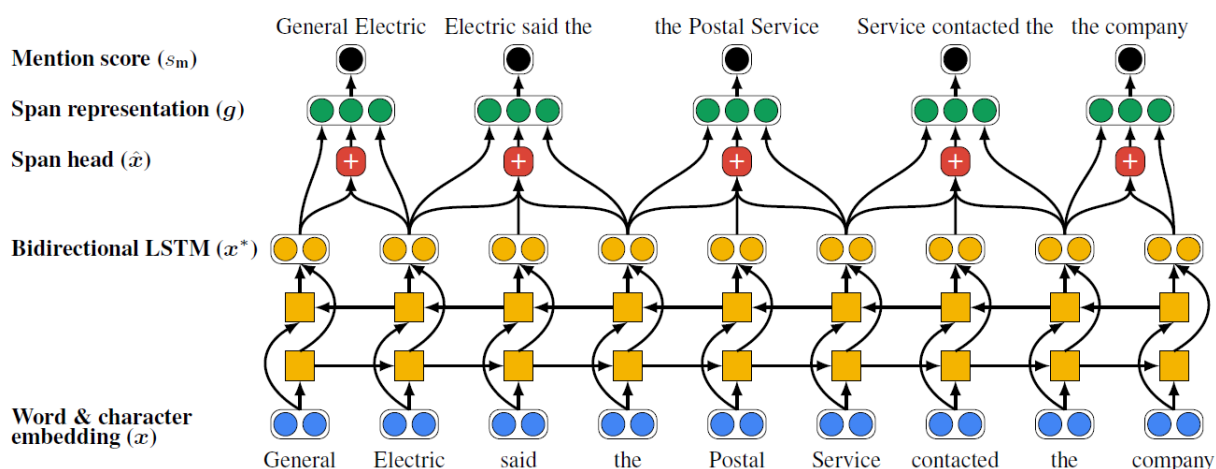 General Electric Electric said the the Postal Service Service contacted the the company
Mention score (sₘ)
Span representation (g)
Span head (x̂)
+ + + + +
Bidirectional LSTM (x*)
Word & character
embedding (x)
General Electric said the Postal Service contacted the company